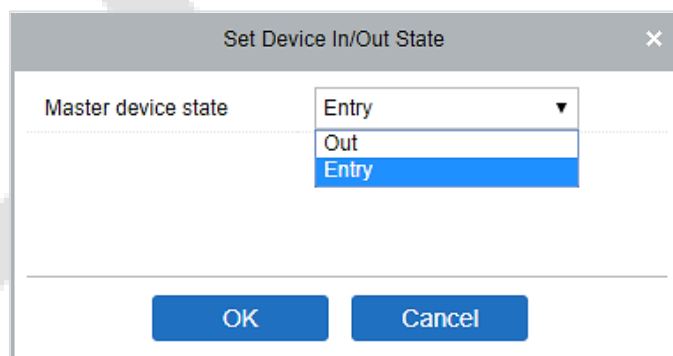 Set Device In/Out State
Master device state Entry
Out
Entry
OK Cancel